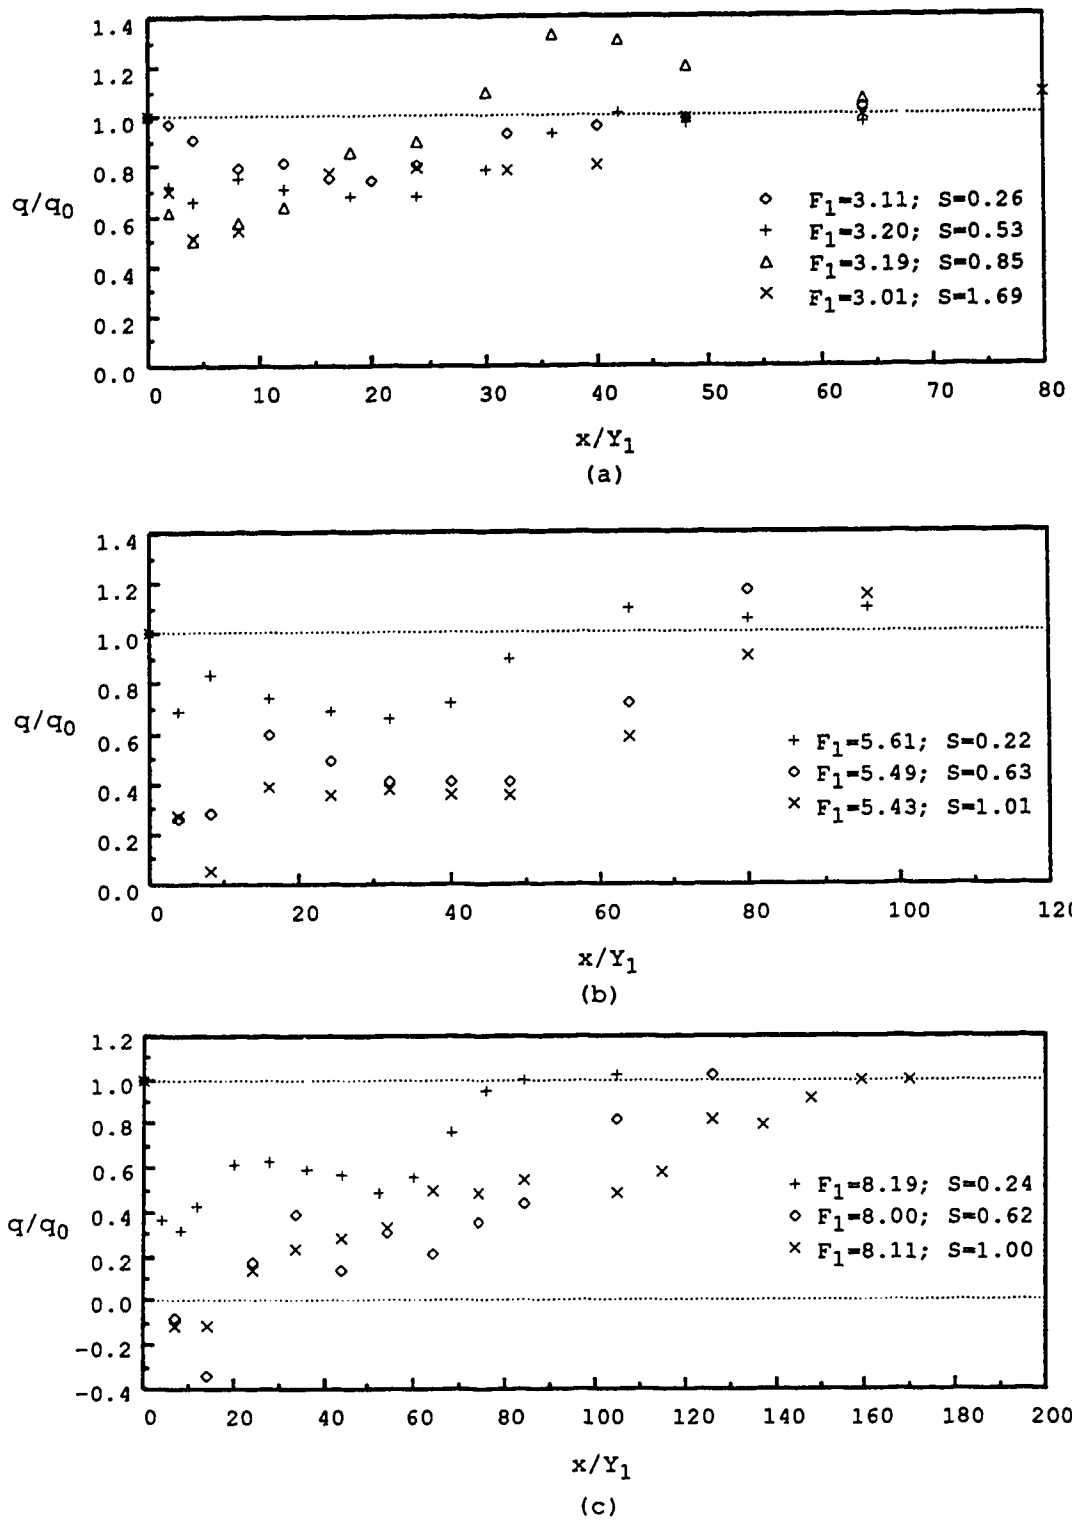 1.4
1.2
1.0
0.8
0.6
0.4
0.2
0.0
q/q0
F1=3.11; S=0.26
F1=3.20; S=0.53
F1=3.19; S=0.85
F1=3.01; S=1.69
0 10 20 30 40 50 60 70 80
x/Y1
(a)
1.4
1.2
1.0
0.8
0.6
0.4
0.2
0.0
q/q0
F1=5.61; S=0.22
F1=5.49; S=0.63
F1=5.43; S=1.01
0 20 40 60 80 100 120
x/Y1
(b)
1.2
1.0
0.8
0.6
0.4
0.2
0.0
-0.2
-0.4
q/q0
F1=8.19; S=0.24
F1=8.00; S=0.62
F1=8.11; S=1.00
0 20 40 60 80 100 120 140 160 180 200
x/Y1
(c)